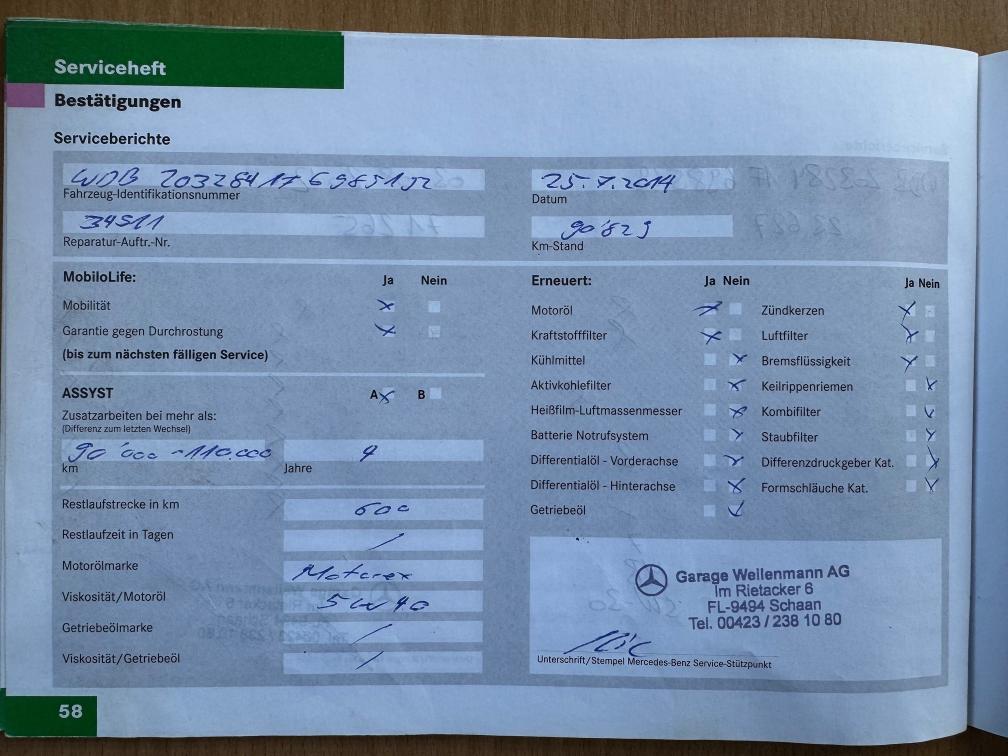 Serviceheft
Bestätigungen
Serviceberichte
25.7.2014
Fahrzeug-Identifikationsnummer
Datum
34511
90'829
Reparatur-Auftr.-Nr.
Km-Stand
MobiloLife: Ja Nein
Mobilität x
Garantie gegen Durchrostung x
(bis zum nächsten fälligen Service)
ASSYST A x B
Zusatzarbeiten bei mehr als:
(Differenz zum letzten Wechsel)
90'000 - 110.000
km Jahre
Restlaufstrecke in km 600
Restlaufzeit in Tagen /
Motorölmarke Motorex
Viskosität/Motoröl 5W40
Getriebeölmarke /
Viskosität/Getriebeöl /
Erneuert: Ja Nein Ja Nein
Motoröl x Zündkerzen x
Kraftstofffilter x Luftfilter x
Kühlmittel x Bremsflüssigkeit x
Aktivkohlefilter x Keilrippenriemen x
Heißfilm-Luftmassenmesser x Kombifilter x
Batterie Notrufsystem x Staubfilter x
Differentialöl - Vorderachse x Differenzdruckgeber Kat. x
Differentialöl - Hinterachse x Formschläuche Kat. x
Getriebeöl x
Garage Weilenmann AG
Im Rietacker 6
FL-9494 Schaan
Tel. 00423 / 238 10 80
Unterschrift/Stempel Mercedes-Benz Service-Stützpunkt
58